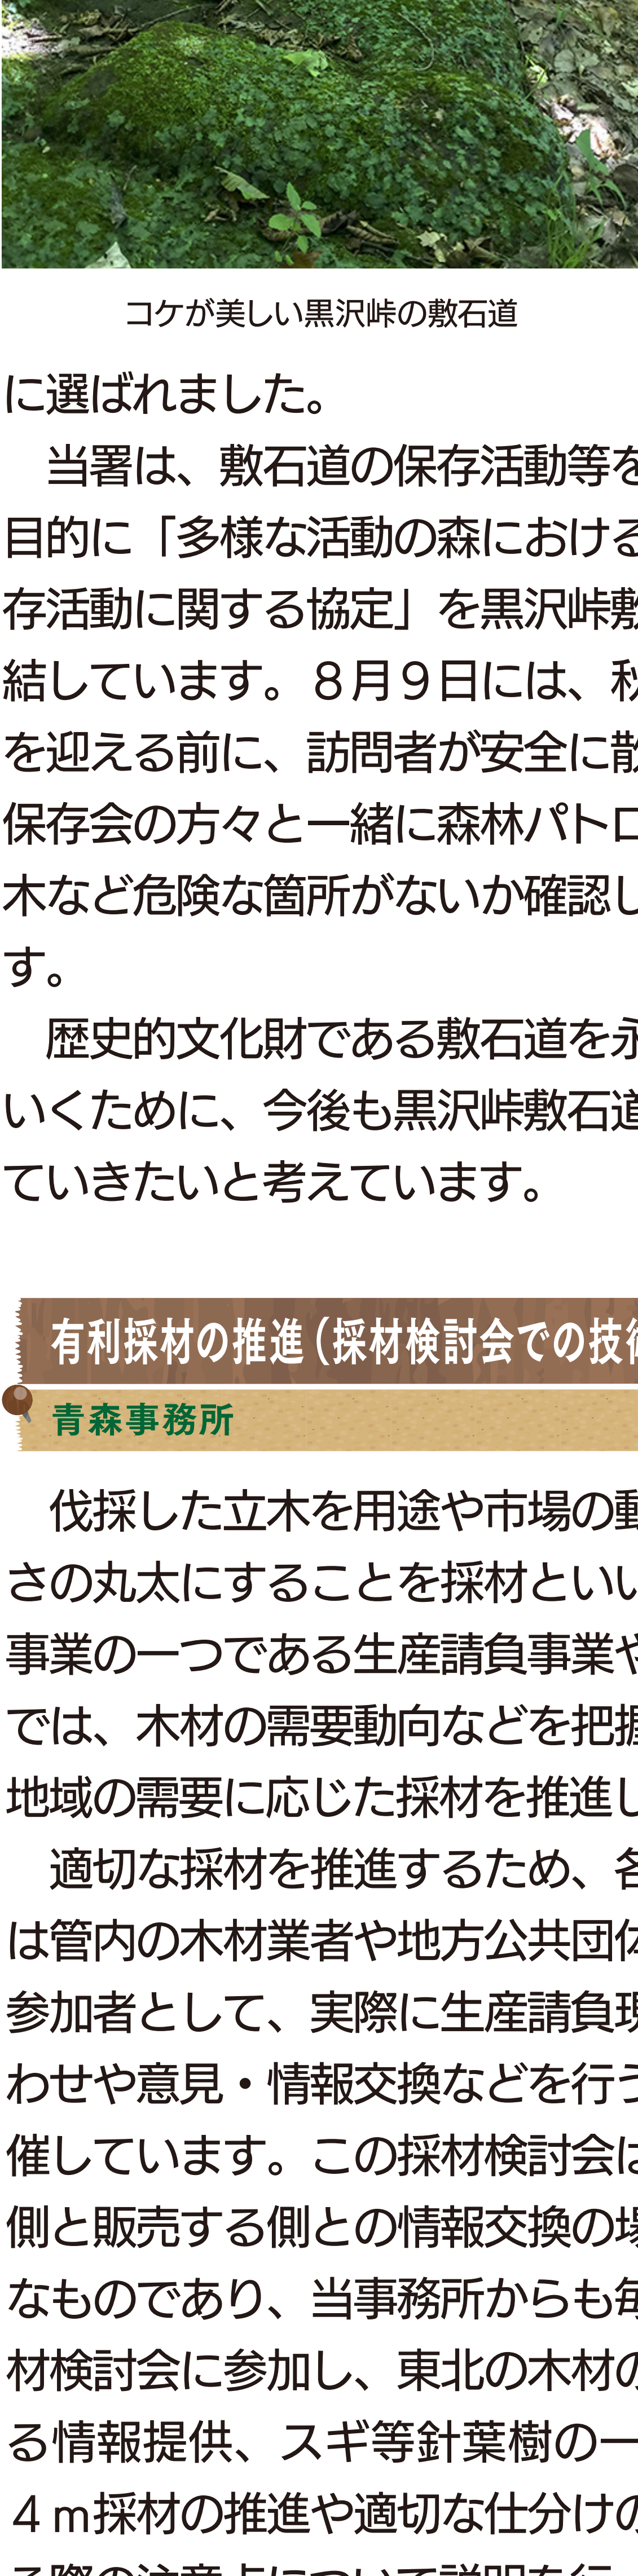 コケが美しい黒沢峠の敷石道
に選ばれました。
当署は、敷石道の保存活動等を
目的に「多様な活動の森における
存活動に関する協定」を黒沢峠敷
結しています。８月９日には、秋
を迎える前に、訪問者が安全に散
保存会の方々と一緒に森林パトロ
木など危険な箇所がないか確認し
す。
歴史的文化財である敷石道を永
いくために、今後も黒沢峠敷石道
ていきたいと考えています。
有利採材の推進（採材検討会での技術
青森事務所
伐採した立木を用途や市場の動
さの丸太にすることを採材といい
事業の一つである生産請負事業や
では、木材の需要動向などを把握
地域の需要に応じた採材を推進し
適切な採材を推進するため、各
は管内の木材業者や地方公共団体
参加者として、実際に生産請負現
わせや意見・情報交換などを行う
催しています。この採材検討会は
側と販売する側との情報交換の場
なものであり、当事務所からも毎
材検討会に参加し、東北の木材の
る情報提供、スギ等針葉樹の一
４ｍ採材の推進や適切な仕分けの
る際の注意点について説明を行